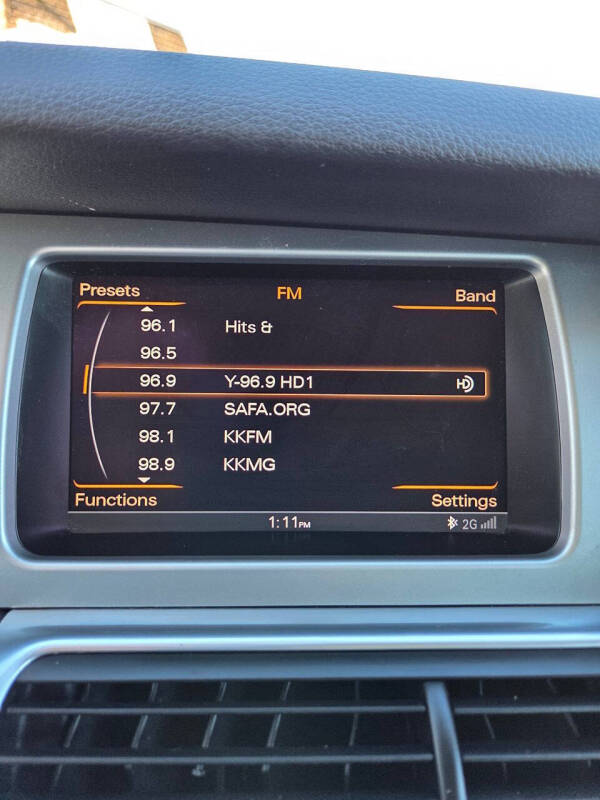 Presets FM Band
96.1 Hits &
96.5
96.9 Y-96.9 HD1 HD
97.7 SAFA.ORG
98.1 KKFM
98.9 KKMG
Functions Settings
1:11PM 2G